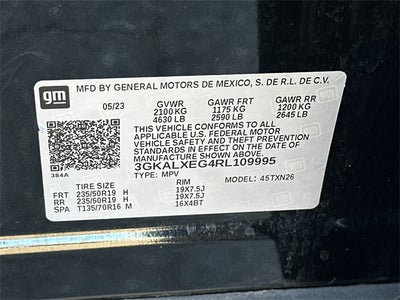 gm
MFD BY GENERAL MOTORS DE MEXICO, S. DE R.L. DE C.V.
05/23 GVWR GAWR FRT GAWR RR
2100 KG 1175 KG 1200 KG
4630 LB 2590 LB 2645 LB
THIS VEHICLE CONFORMS TO ALL
APPLICABLE U.S. FEDERAL MOTOR
VEHICLE SAFETY AND THEFT PREVENTION
STANDARDS IN EFFECT ON THE DATE OF
MANUFACTURE SHOWN ABOVE.
3GKALXEG4RL109995
384A TYPE: MPV MODEL: 4STXN26
TIRE SIZE RIM
FRT 235/50R19 H 19X7.5J
RR 235/50R19 H 19X7.5J
SPA T135/70R16 M 16X4BT